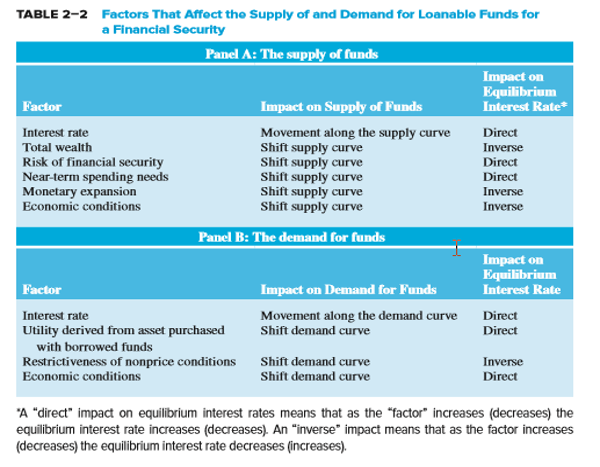 TABLE 2–2 Factors That Affect the Supply of and Demand for Loanable Funds for
a Financial Security
Panel A: The supply of funds
Factor Impact on Supply of Funds Impact on Equilibrium Interest Rate*
Interest rate Movement along the supply curve Direct
Total wealth Shift supply curve Inverse
Risk of financial security Shift supply curve Direct
Near-term spending needs Shift supply curve Direct
Monetary expansion Shift supply curve Inverse
Economic conditions Shift supply curve Inverse
Panel B: The demand for funds
Factor Impact on Demand for Funds Impact on Equilibrium Interest Rate
Interest rate Movement along the demand curve Direct
Utility derived from asset purchased Shift demand curve Direct
with borrowed funds
Restrictiveness of nonprice conditions Shift demand curve Inverse
Economic conditions Shift demand curve Direct
*A “direct” impact on equilibrium interest rates means that as the “factor” increases (decreases) the
equilibrium interest rate increases (decreases). An “inverse” impact means that as the factor increases
(decreases) the equilibrium interest rate decreases (increases).